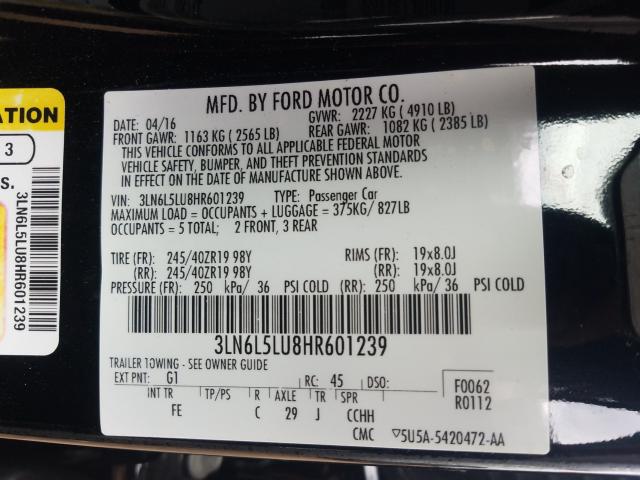 ATION
3
S.
3LN6L5LU8HR601239
MFD. BY FORD MOTOR CO.
DATE: 04/16 GVWR: 2227 KG ( 4910 LB)
FRONT GAWR: 1163 KG ( 2565 LB) REAR GAWR: 1082 KG ( 2385 LB)
THIS VEHICLE CONFORMS TO ALL APPLICABLE FEDERAL MOTOR
VEHICLE SAFETY, BUMPER, AND THEFT PREVENTION STANDARDS
IN EFFECT ON THE DATE OF MANUFACTURE SHOWN ABOVE.
VIN: 3LN6L5LU8HR601239 TYPE: Passenger Car
MAXIMUM LOAD = OCCUPANTS + LUGGAGE = 375KG/ 827LB
OCCUPANTS = 5 TOTAL; 2 FRONT, 3 REAR
TIRE (FR): 245/40ZR19 98Y RIMS (FR): 19x8.0J
(RR): 245/40ZR19 98Y (RR): 19x8.0J
PRESSURE (FR): 250 kPa/ 36 PSI COLD (RR): 250 kPa/ 36 PSI COLD
3LN6L5LU8HR601239
TRAILER TOWING - SEE OWNER GUIDE
EXT PNT: G1 RC: 45 DSO: F0062
INT TR TP/PS R AXLE TR SPR R0112
FE C 29 J CCHH
CMC 5U5A-5420472-AA